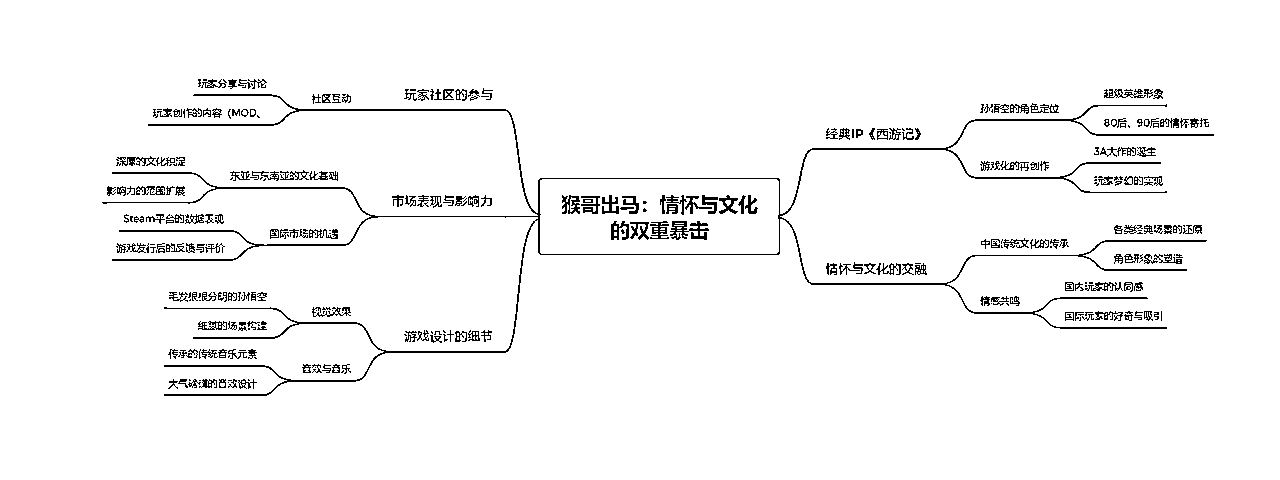 猴哥出马：情怀与文化
的双重暴击
经典IP《西游记》
孙悟空的角色定位
超级英雄形象
80后、90后的情怀寄托
游戏化的再创作
3A大作的诞生
玩家梦幻的实现
情怀与文化的交融
中国传统文化的传承
各类经典场景的还原
角色形象的塑造
情感共鸣
国内玩家的认同感
国际玩家的好奇与吸引
玩家社区的参与
社区互动
玩家分享与讨论
玩家创作的内容（MOD、
市场表现与影响力
东亚与东南亚的文化基础
深厚的文化积淀
影响力的范围扩展
国际市场的机遇
Steam平台的数据表现
游戏发行后的反馈与评价
游戏设计的细节
视觉效果
毛发根根分明的孙悟空
细腻的场景构建
音效与音乐
传承的传统音乐元素
大气磅礴的音效设计